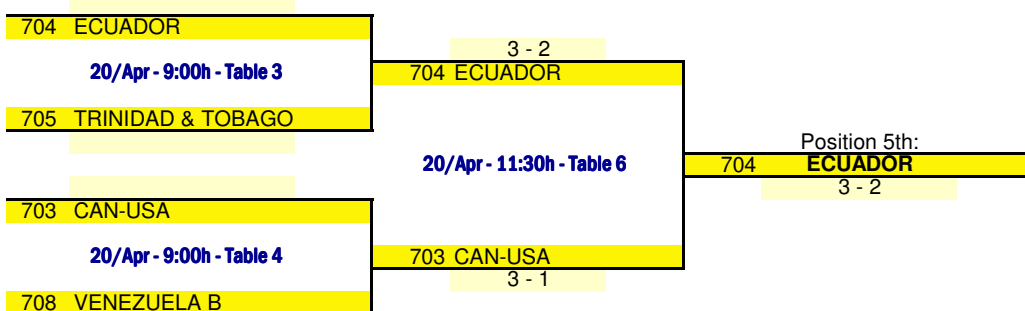 704 ECUADOR
20/Apr - 9:00h - Table 3
705 TRINIDAD & TOBAGO
3 - 2
704 ECUADOR
20/Apr - 11:30h - Table 6
Position 5th:
704 ECUADOR
3 - 2
703 CAN-USA
20/Apr - 9:00h - Table 4
708 VENEZUELA B
703 CAN-USA
3 - 1